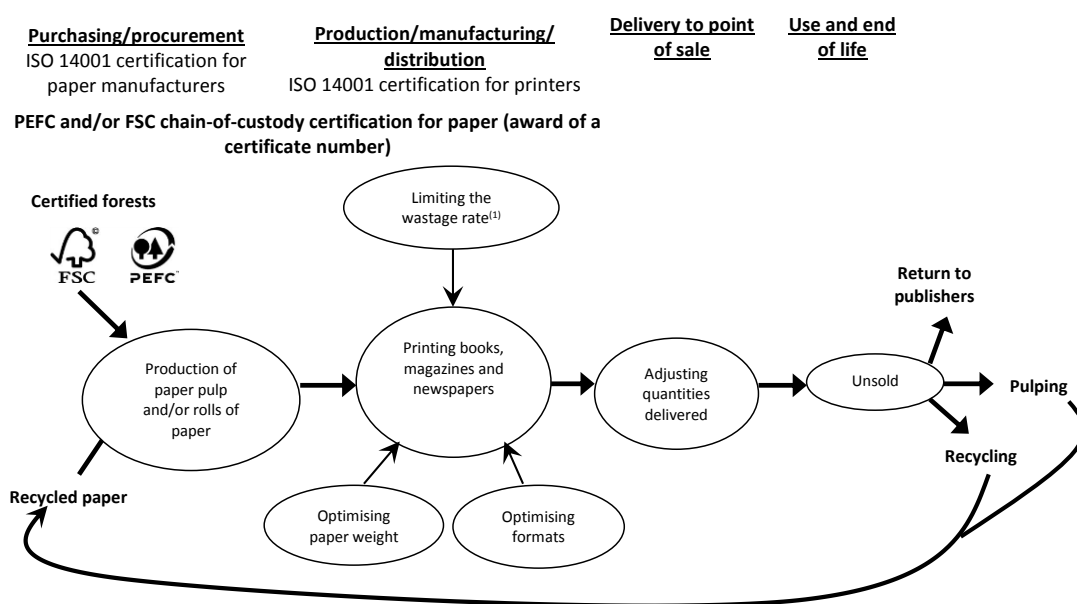 Purchasing/procurement
ISO 14001 certification for
paper manufacturers
Production/manufacturing/
distribution
ISO 14001 certification for printers
Delivery to point
of sale
Use and end
of life
PEFC and/or FSC chain-of-custody certification for paper (award of a
certificate number)
Certified forests
©
FSC
PEFC™
Limiting the
wastage rate(1)
Return to
publishers
Production of
paper pulp
and/or rolls of
paper
Printing books,
magazines and
newspapers
Adjusting
quantities
delivered
Unsold
Pulping
Recycling
Recycled paper
Optimising
paper weight
Optimising
formats